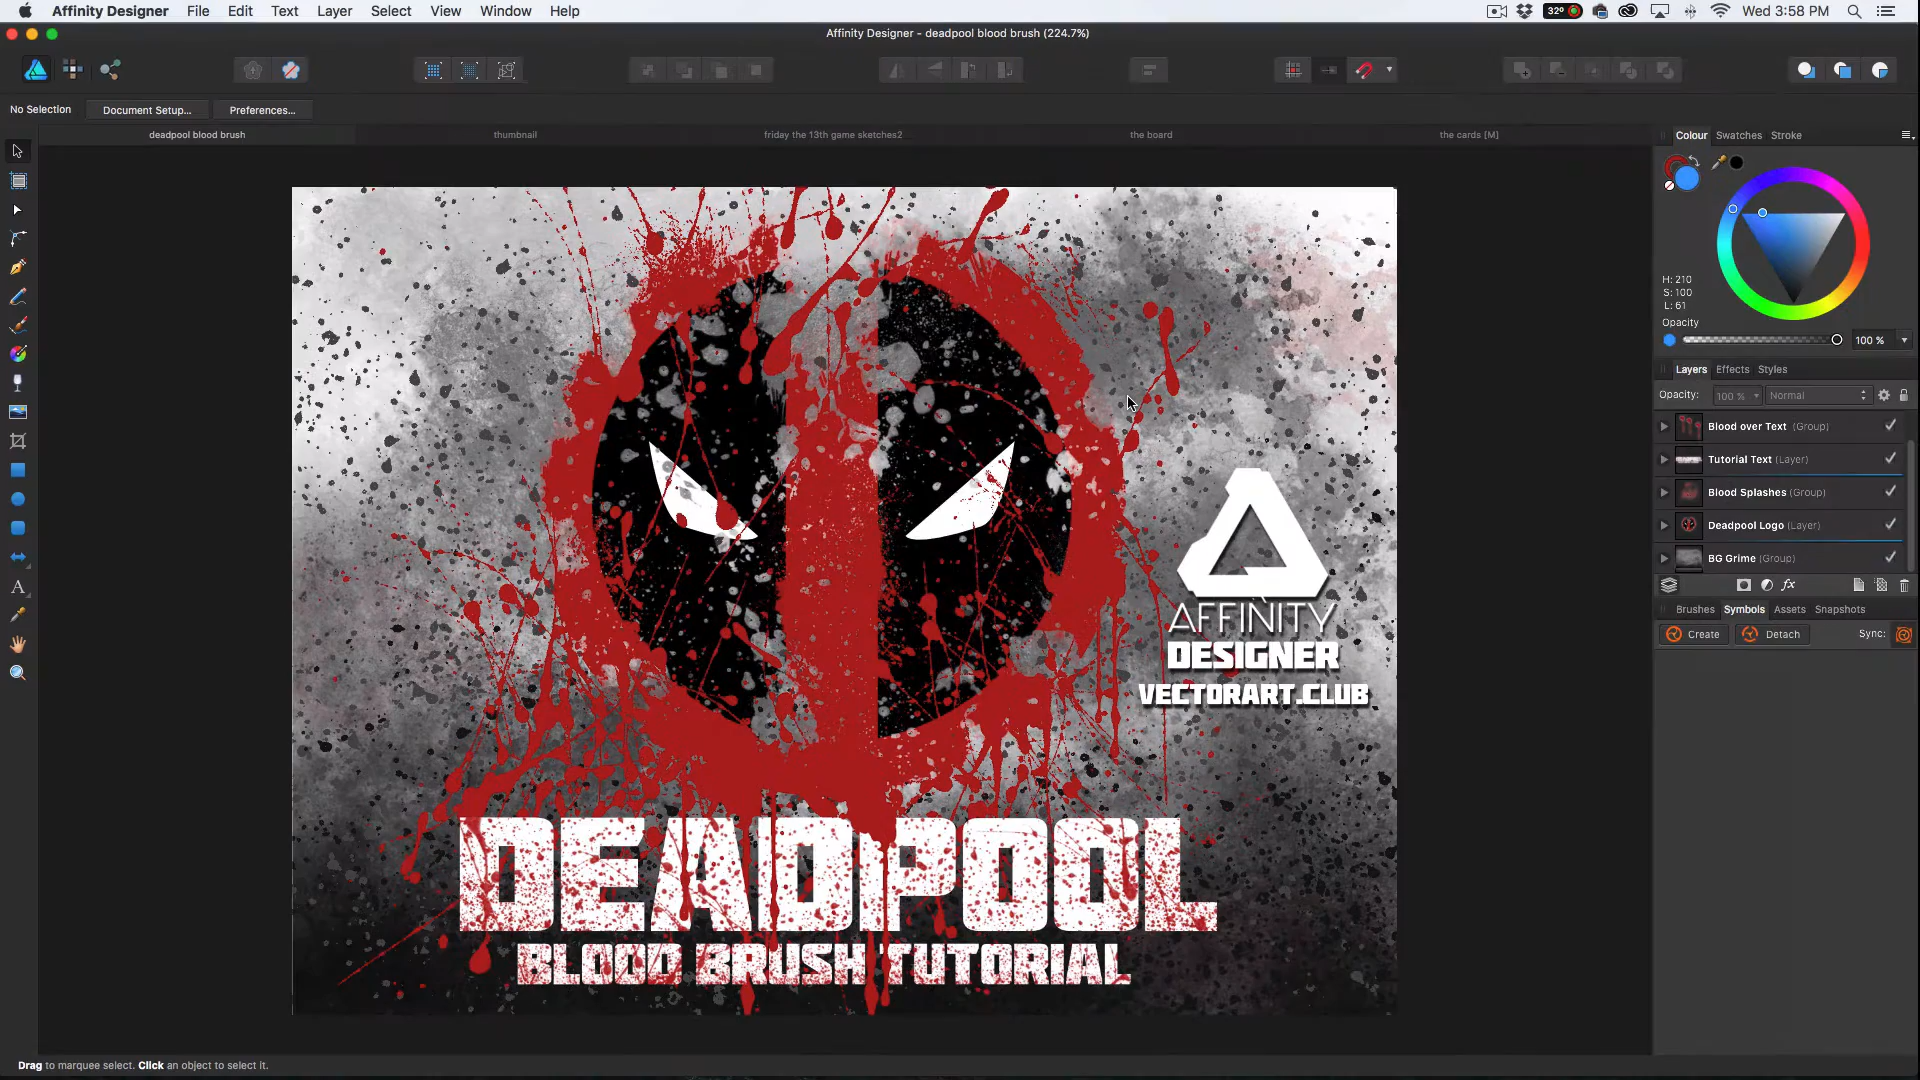 Affinity Designer File Edit Text Layer Select View Window Help
32° Wed 3:58 PM
Affinity Designer - deadpool blood brush (224.7%)
No Selection Document Setup... Preferences...
deadpool blood brush thumbnail friday the 13th game sketches2 the board the cards [M]
Colour Swatches Stroke
H: 210
S: 100
L: 61
Opacity
100 %
Layers Effects Styles
Opacity: 100 % Normal
Blood over Text (Group)
Tutorial Text (Layer)
Blood Splashes (Group)
Deadpool Logo (Layer)
BG Grime (Group)
fx
Brushes Symbols Assets Snapshots
Create Detach Sync:
A
AFFINITY
DESIGNER
VECTORART.CLUB
DEADPOOL
BLOOD BRUSH TUTORIAL
Drag to marquee select. Click an object to select it.